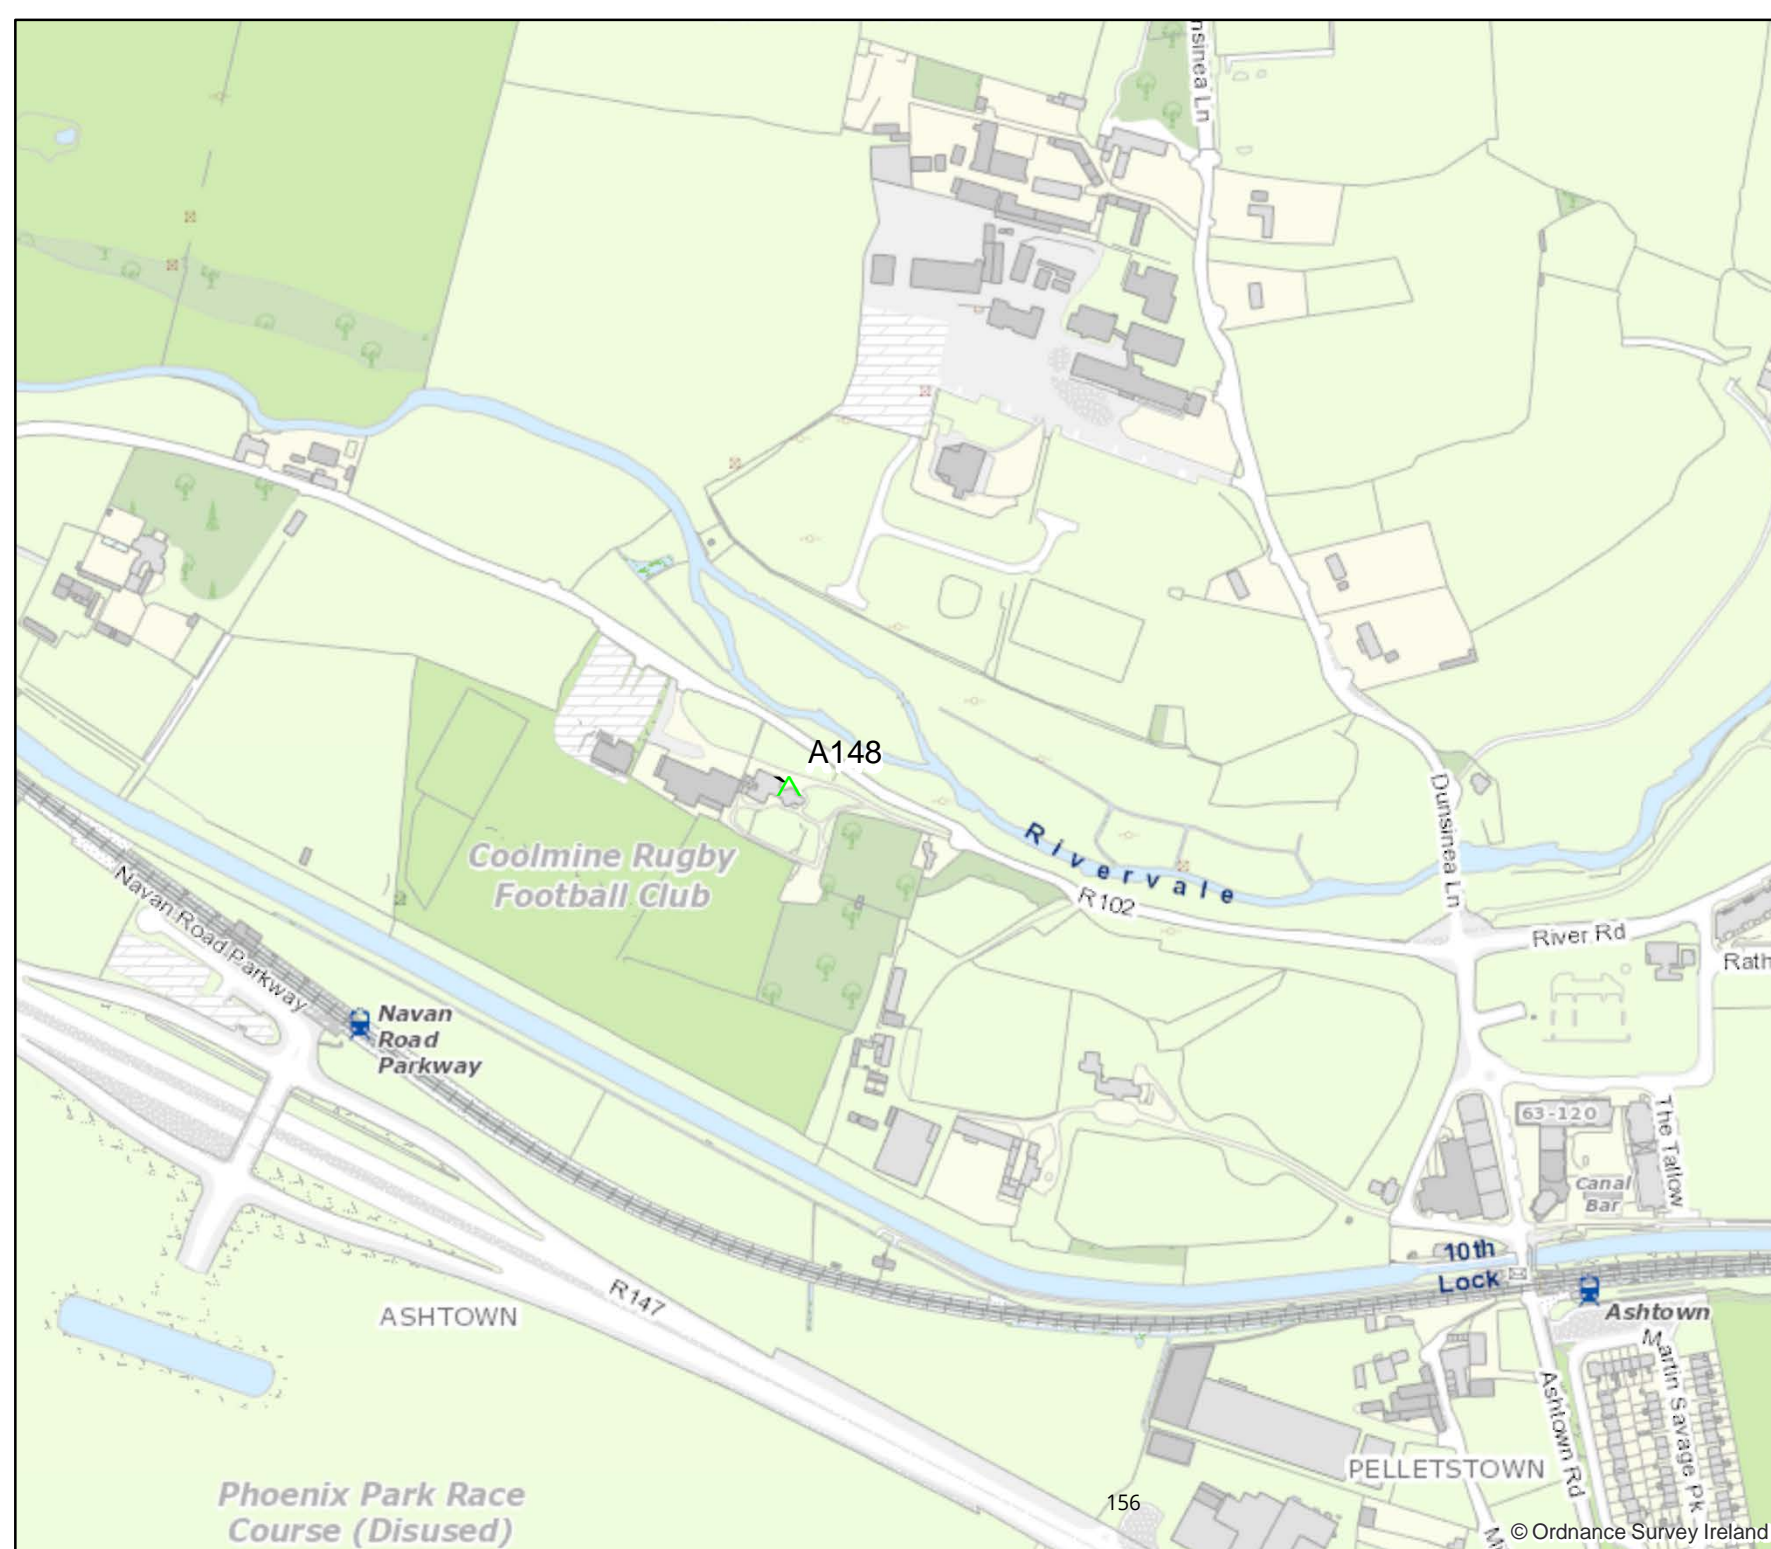 nsinea Ln
A148
Dunsinea Ln
Rivervale
Coolmine Rugby
Football Club
R102
River Rd
Rath
Navan Road Parkway
Navan
Road
Parkway
63-120
The Tallow
Canal
Bar
10th
Lock
R147
ASHTOWN
Ashtown
Martin Savage Pk
Ashtown Rd
PELLETSTOWN
Phoenix Park Race
Course (Disused)
156
© Ordnance Survey Ireland